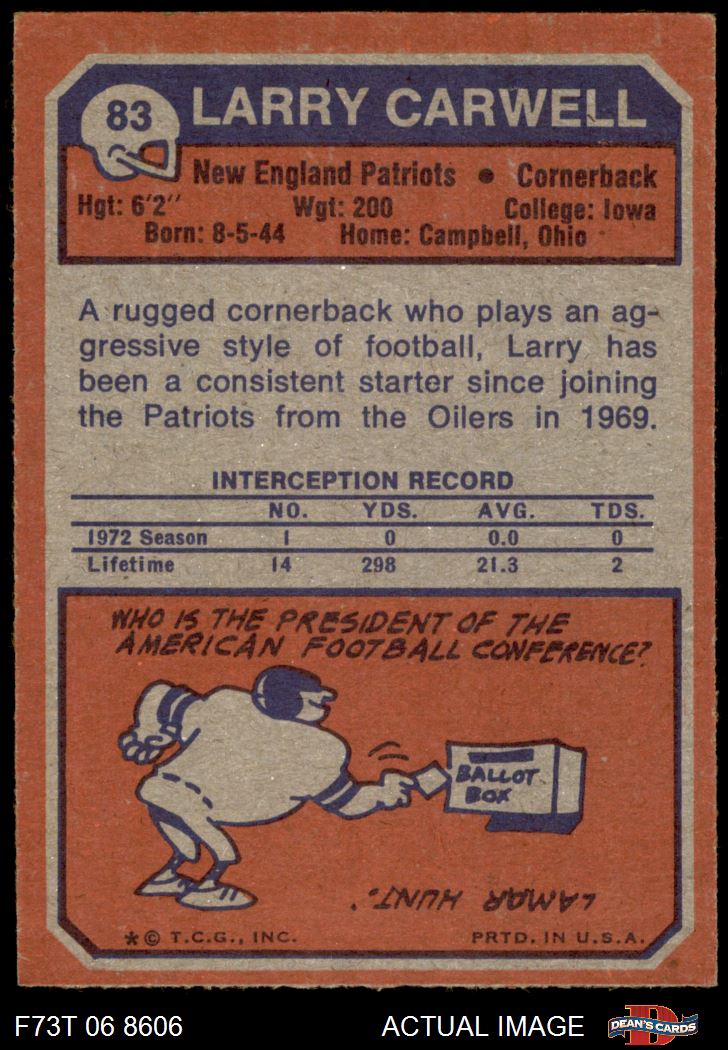 83
LARRY CARWELL
New England Patriots • Cornerback
Hgt: 6'2" Wgt: 200 College: Iowa
Born: 8-5-44 Home: Campbell, Ohio
A rugged cornerback who plays an ag-
gressive style of football, Larry has
been a consistent starter since joining
the Patriots from the Oilers in 1969.
INTERCEPTION RECORD
NO. YDS. AVG. TDS.
1972 Season 1 0 0.0 0
Lifetime 14 298 21.3 2
WHO IS THE PRESIDENT OF THE
AMERICAN FOOTBALL CONFERENCE?
BALLOT
BOX
LAMAR HUNT.
* © T.C.G., INC. PRTD. IN U.S.A.
F73T 06 8606 ACTUAL IMAGE
D
DEAN'S CARDS